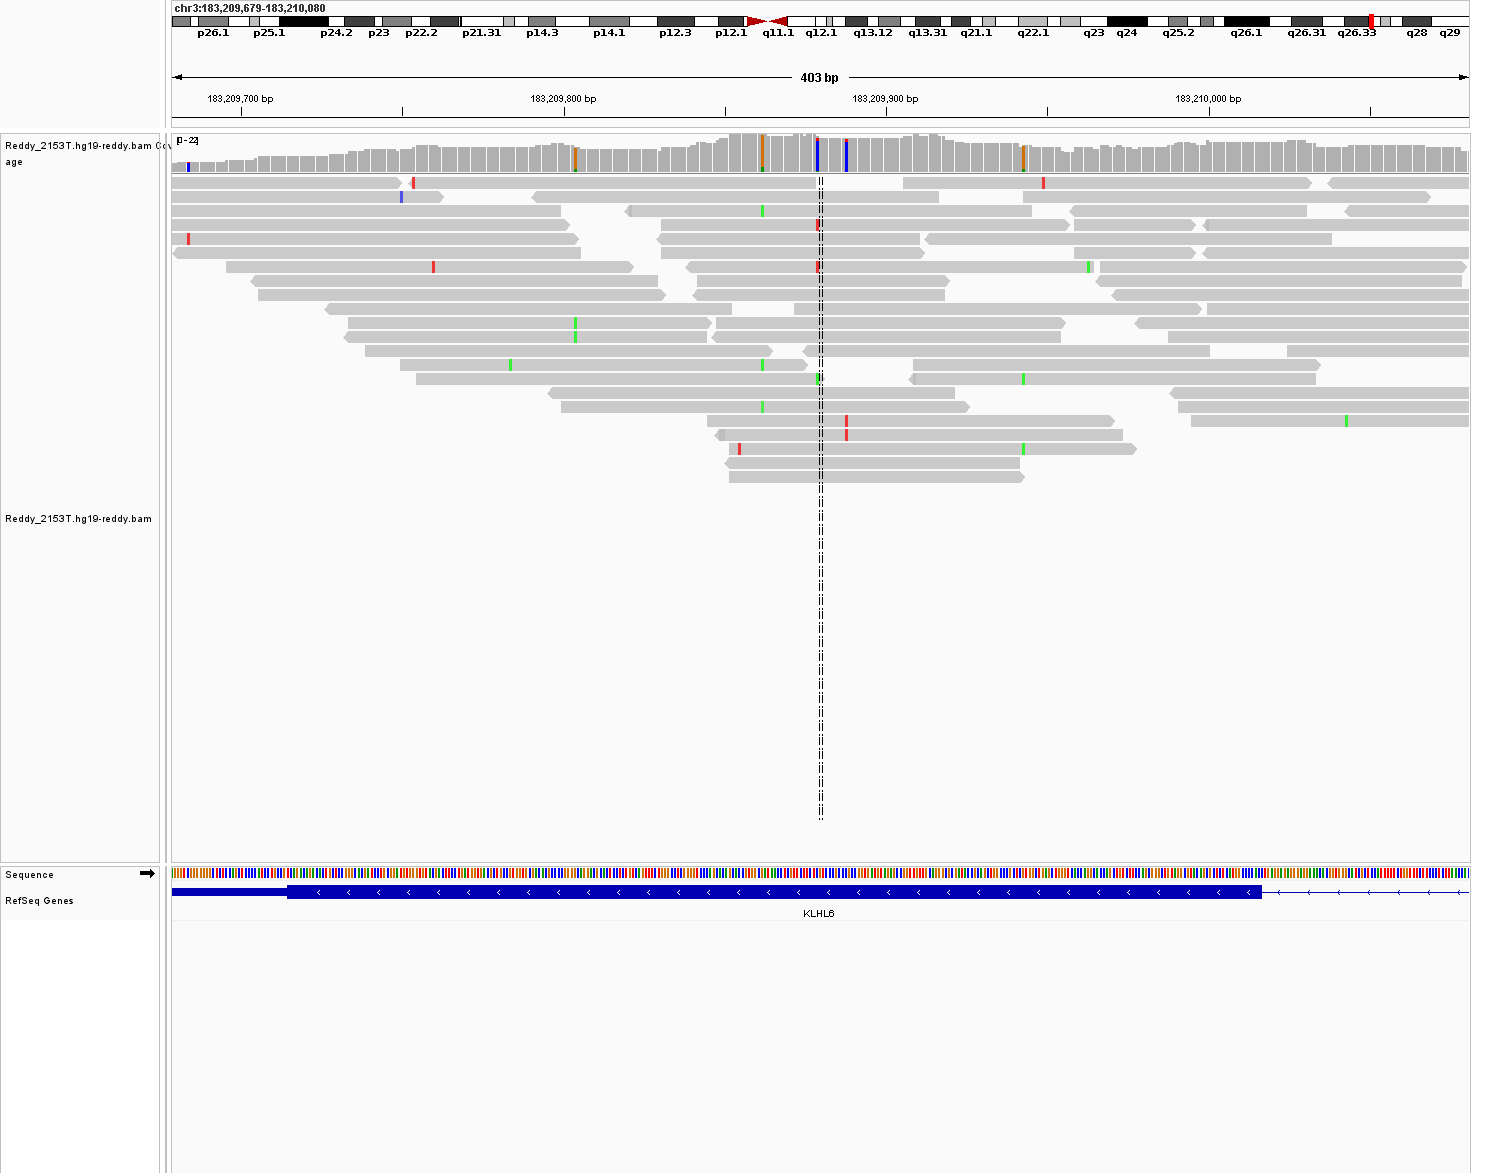 chr3:183,209,679-183,210,080
p26.1 p25.1 p24.2 p23 p22.2 p21.31 p14.3 p14.1 p12.3 p12.1 q11.1 q12.1 q13.12 q13.31 q21.1 q22.1 q23 q24 q25.2 q26.1 q26.31 q26.33 q28 q29
403 bp
183,209,700 bp 183,209,800 bp 183,209,900 bp 183,210,000 bp
[0-22]
Reddy_2153T.hg19-reddy.bam Cov
age
Reddy_2153T.hg19-reddy.bam
Sequence
RefSeq Genes
KLHL6